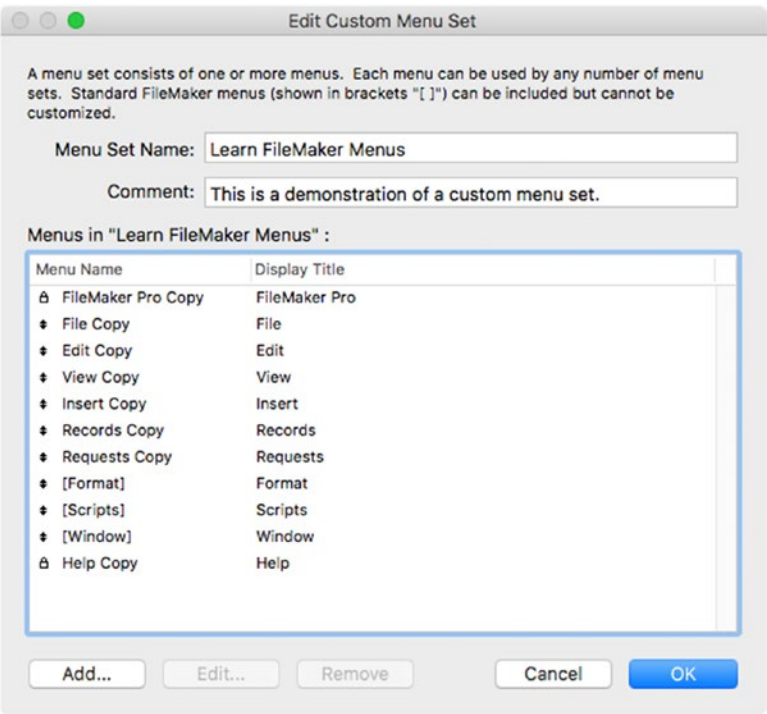 Edit Custom Menu Set
A menu set consists of one or more menus.  Each menu can be used by any number of menu
sets.  Standard FileMaker menus (shown in brackets "[ ]") can be included but cannot be
customized.
Menu Set Name: Learn FileMaker Menus
Comment: This is a demonstration of a custom menu set.
Menus in "Learn FileMaker Menus" :
Menu Name Display Title
FileMaker Pro Copy FileMaker Pro
File Copy File
Edit Copy Edit
View Copy View
Insert Copy Insert
Records Copy Records
Requests Copy Requests
[Format] Format
[Scripts] Scripts
[Window] Window
Help Copy Help
Add... Edit... Remove Cancel OK